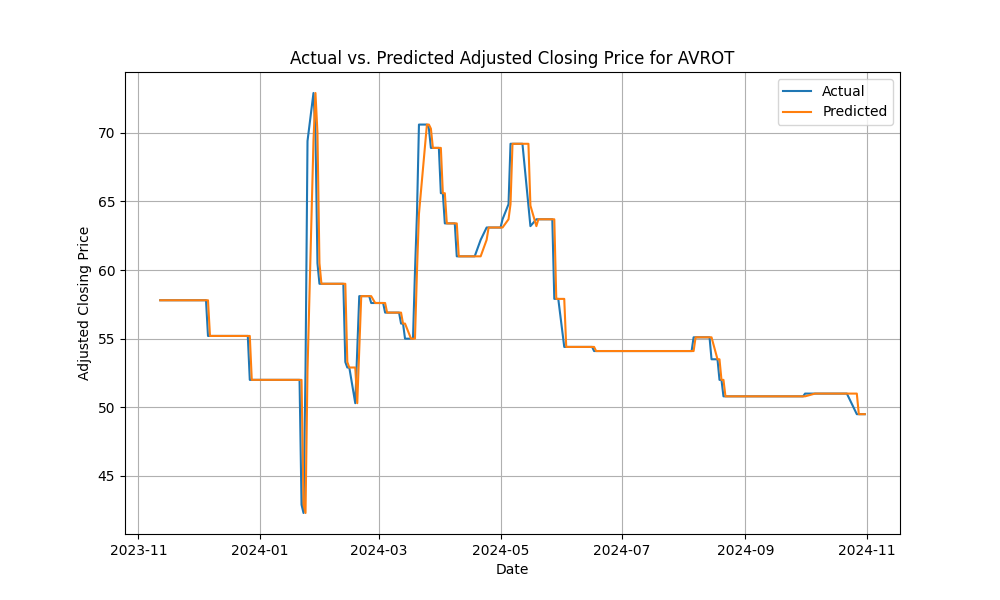 Actual vs. Predicted Adjusted Closing Price for AVROT
Actual
Predicted
Adjusted Closing Price
70
65
60
55
50
45
2023-11
2024-01
2024-03
2024-05
2024-07
2024-09
2024-11
Date